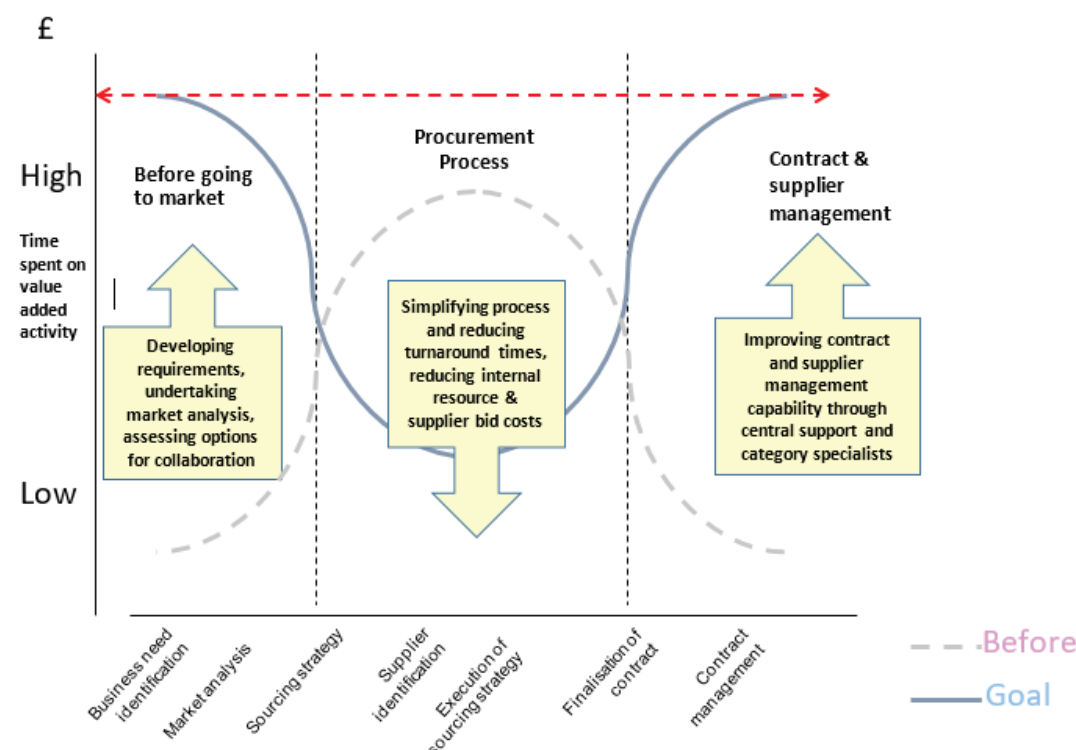 £
High
Time
spent on
value
added
activity
Low
Before going
to market
Developing
requirements,
undertaking
market analysis,
assessing options
for collaboration
Procurement
Process
Simplifying process
and reducing
turnaround times,
reducing internal
resource &
supplier bid costs
Contract &
supplier
management
Improving contract
and supplier
management
capability through
central support and
category specialists
Business need
identification
Market analysis
Sourcing strategy
Supplier
identification
Execution of
sourcing strategy
Finalisation of
contract
Contract
management
Before
Goal